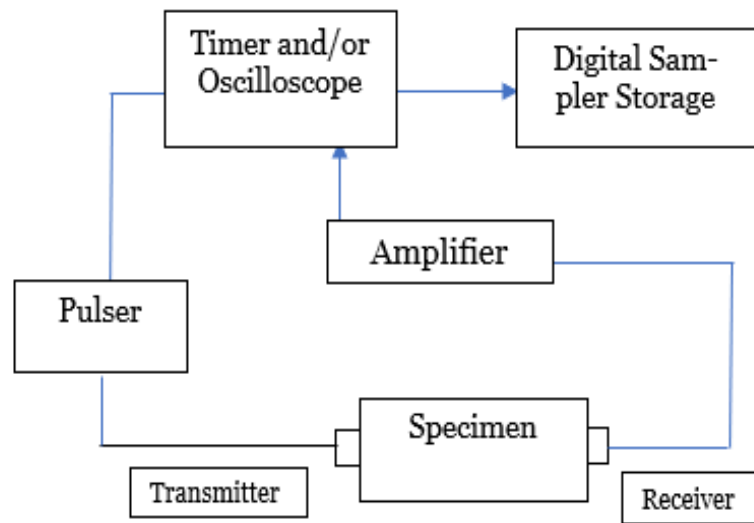 Timer and/or
Oscilloscope
Digital Sam-
pler Storage
Amplifier
Pulser
Specimen
Transmitter
Receiver